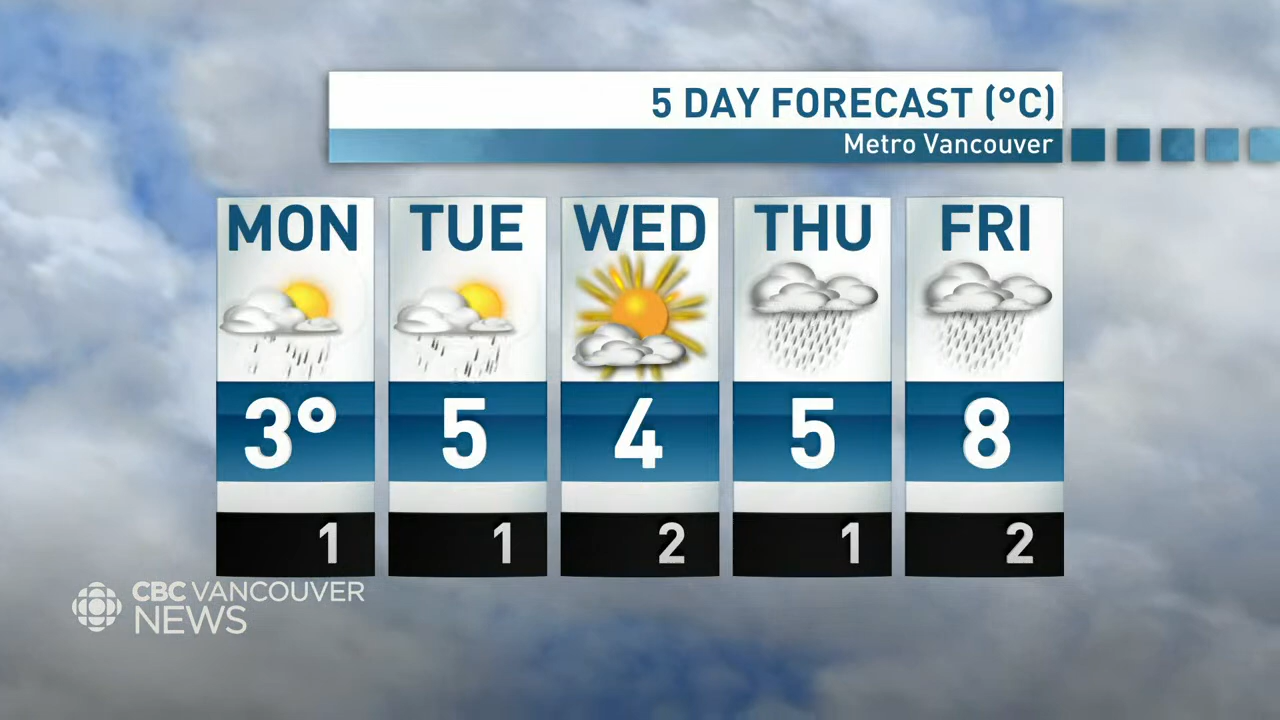 5 DAY FORECAST (°C)
Metro Vancouver
MON TUE WED THU FRI
3° 5 4 5 8
1 1 2 1 2
CBC VANCOUVER
NEWS